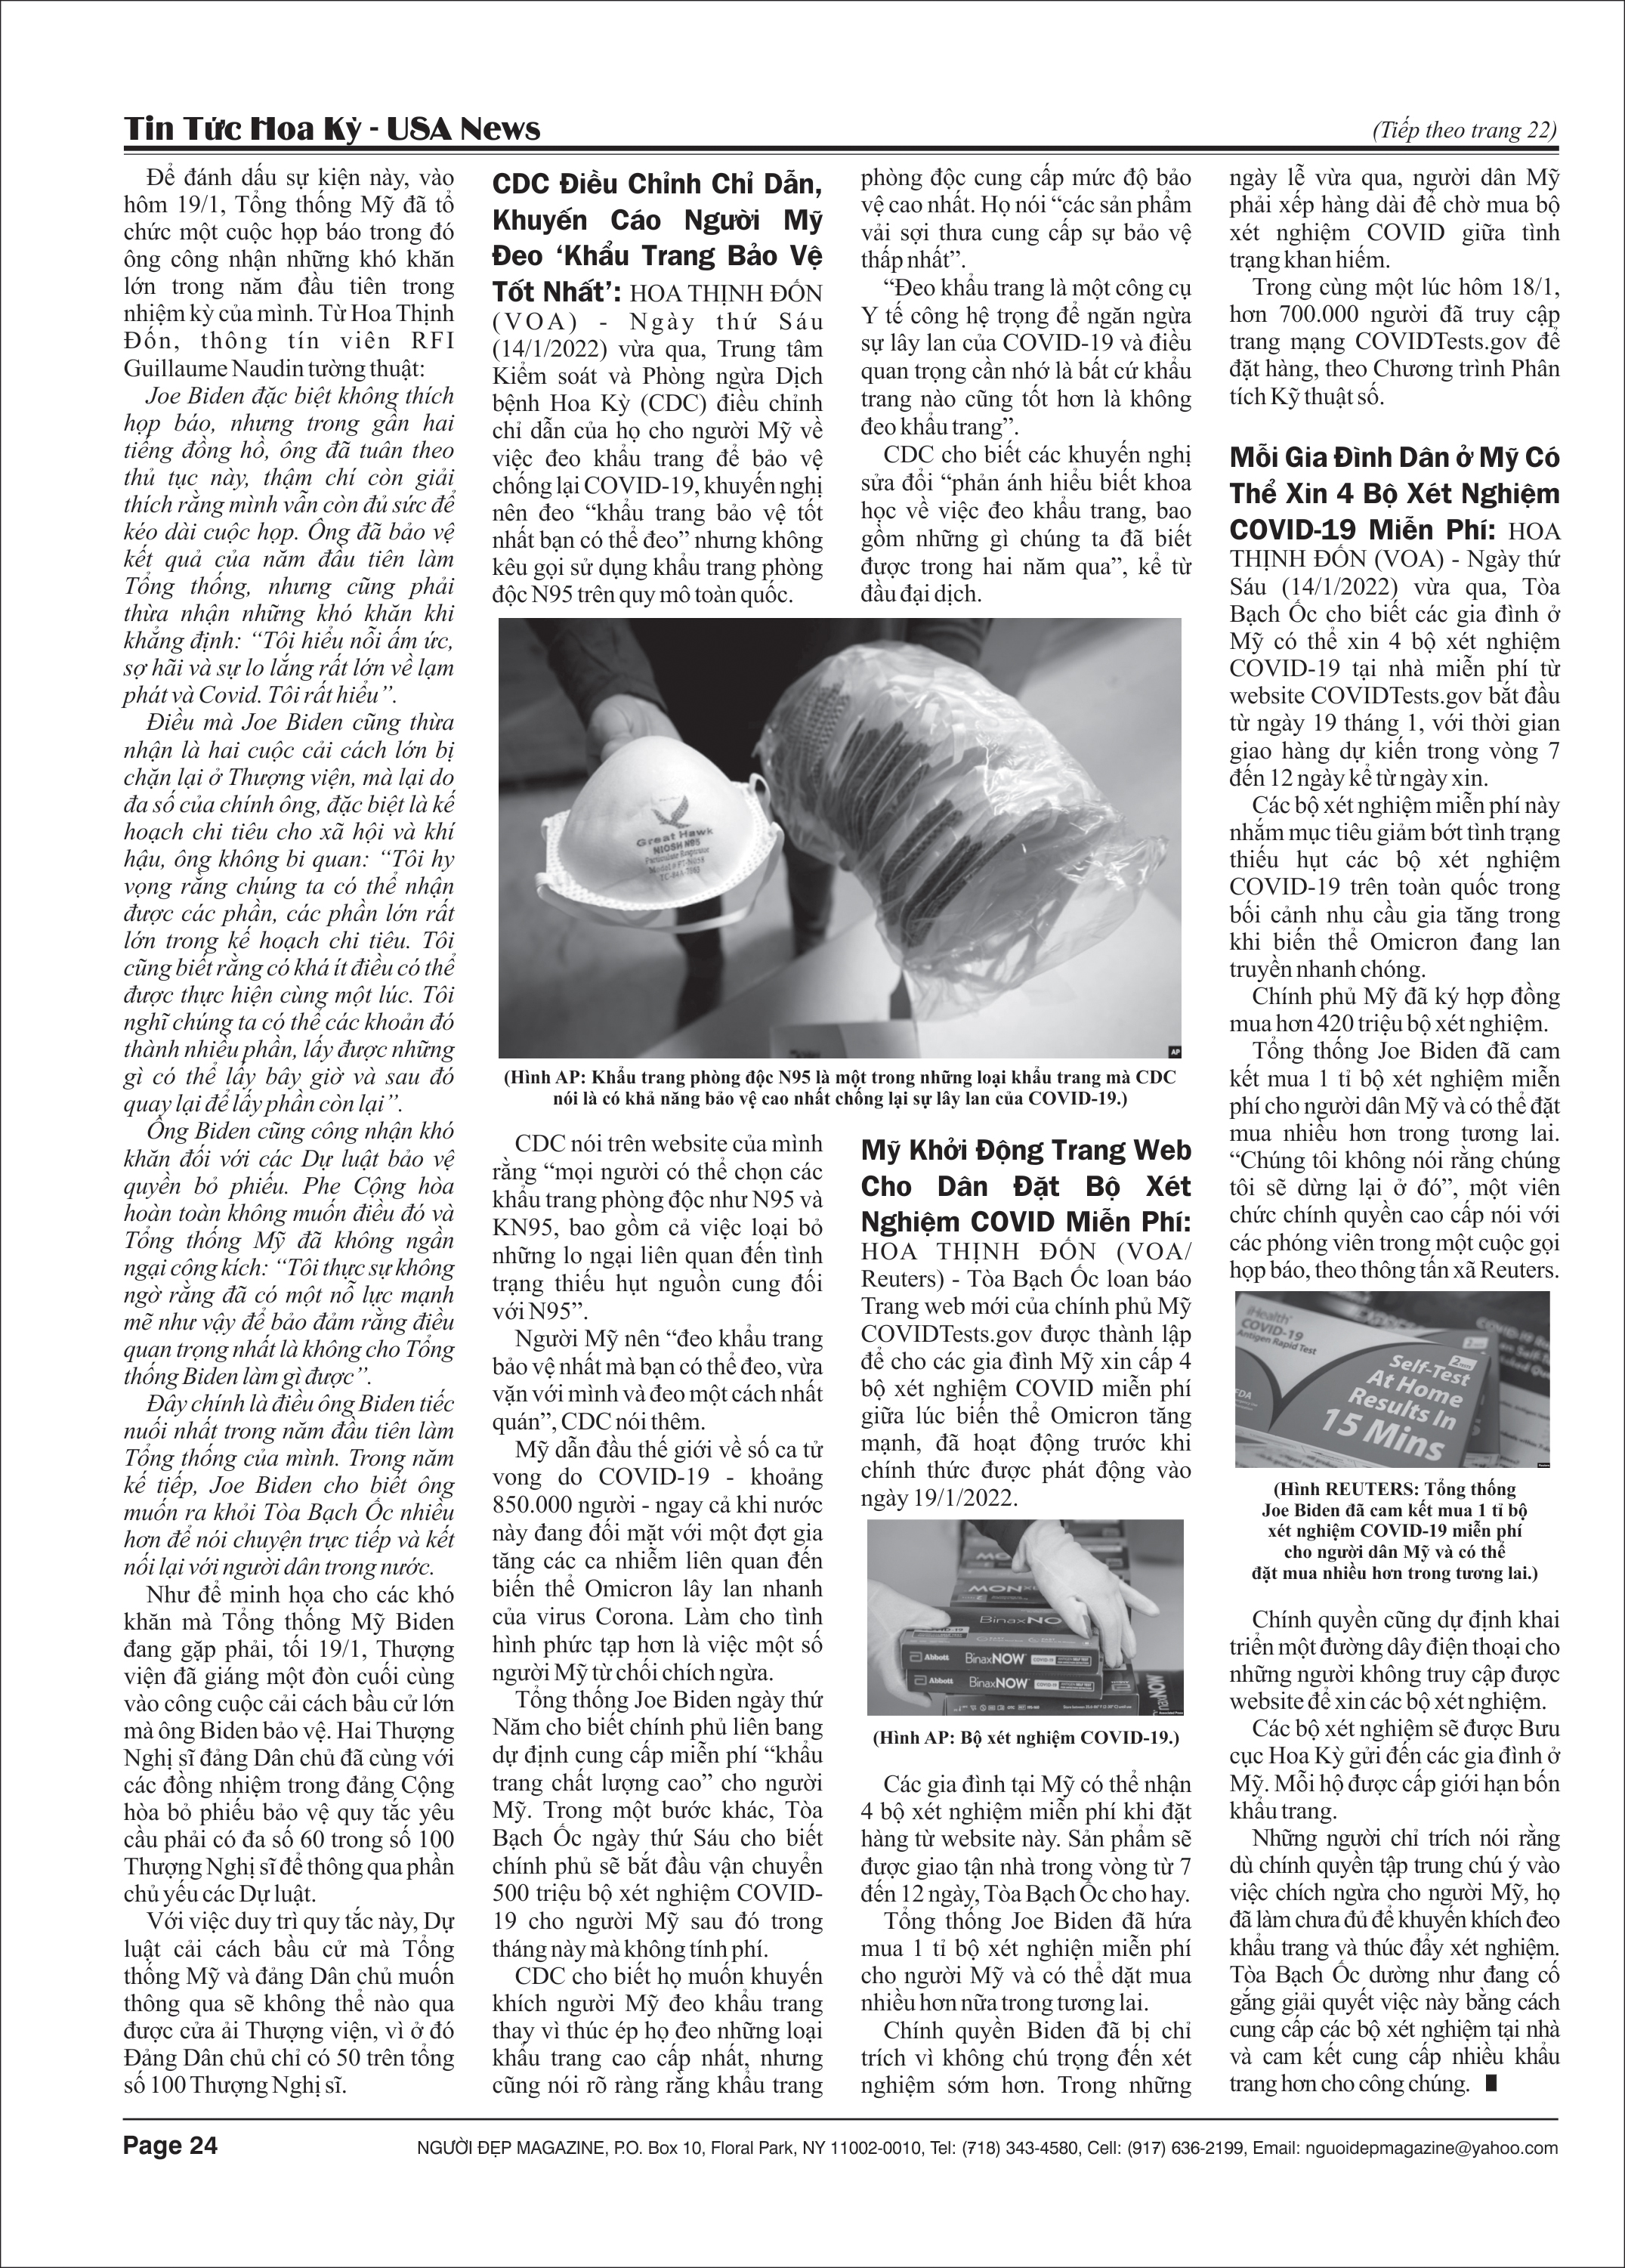 Tin Tức Hoa Kỳ - USA News
(Tiếp theo trang 22)
Để đánh dấu sự kiện này, vào
hôm 19/1, Tổng thống Mỹ đã tổ
chức một cuộc họp báo trong đó
ông công nhận những khó khăn
lớn trong năm đầu tiên trong
nhiệm kỳ của mình. Từ Hoa Thịnh
Đốn, thông tín viên RFI
Guillaume Naudin tường thuật:
Joe Biden đặc biệt không thích
họp báo, nhưng trong gần hai
tiếng đồng hồ, ông đã tuân theo
thủ tục này, thậm chí còn giải
thích rằng mình vẫn còn đủ sức để
kéo dài cuộc họp. Ông đã bảo vệ
kết quả của năm đầu tiên làm
Tổng thống, nhưng cũng phải
thừa nhận những khó khăn khi
khẳng định: “Tôi hiểu nỗi ấm ức,
sợ hãi và sự lo lắng rất lớn về lạm
phát và Covid. Tôi rất hiểu”.
Điều mà Joe Biden cũng thừa
nhận là hai cuộc cải cách lớn bị
chặn lại ở Thượng viện, mà lại do
đa số của chính ông, đặc biệt là kế
hoạch chi tiêu cho xã hội và khí
hậu, ông không bi quan: “Tôi hy
vọng rằng chúng ta có thể nhận
được các phần, các phần lớn rất
lớn trong kế hoạch chi tiêu. Tôi
cũng biết rằng có khá ít điều có thể
được thực hiện cùng một lúc. Tôi
nghĩ chúng ta có thể các khoản đó
thành nhiều phần, lấy được những
gì có thể lấy bây giờ và sau đó
quay lại để lấy phần còn lại”.
Ông Biden cũng công nhận khó
khăn đối với các Dự luật bảo vệ
quyền bỏ phiếu. Phe Cộng hòa
hoàn toàn không muốn điều đó và
Tổng thống Mỹ đã không ngần
ngại công kích: “Tôi thực sự không
ngờ rằng đã có một nỗ lực mạnh
mẽ như vậy để bảo đảm rằng điều
quan trọng nhất là không cho Tổng
thống Biden làm gì được”.
Đây chính là điều ông Biden tiếc
nuối nhất trong năm đầu tiên làm
Tổng thống của mình. Trong năm
kế tiếp, Joe Biden cho biết ông
muốn ra khỏi Tòa Bạch Ốc nhiều
hơn để nói chuyện trực tiếp và kết
nối lại với người dân trong nước.
Như để minh họa cho các khó
khăn mà Tổng thống Mỹ Biden
đang gặp phải, tối 19/1, Thượng
viện đã giáng một đòn cuối cùng
vào công cuộc cải cách bầu cử lớn
mà ông Biden bảo vệ. Hai Thượng
Nghị sĩ đảng Dân chủ đã cùng với
các đồng nhiệm trong đảng Cộng
hòa bỏ phiếu bảo vệ quy tắc yêu
cầu phải có đa số 60 trong số 100
Thượng Nghị sĩ để thông qua phần
chủ yếu các Dự luật.
Với việc duy trì quy tắc này, Dự
luật cải cách bầu cử mà Tổng
thống Mỹ và đảng Dân chủ muốn
thông qua sẽ không thể nào qua
được cửa ải Thượng viện, vì ở đó
Đảng Dân chủ chỉ có 50 trên tổng
số 100 Thượng Nghị sĩ.
CDC Điều Chỉnh Chỉ Dẫn,
Khuyến Cáo Người Mỹ
Đeo ‘Khẩu Trang Bảo Vệ
Tốt Nhất’: HOA THỊNH ĐỐN
(VOA) - Ngày thứ Sáu
(14/1/2022) vừa qua, Trung tâm
Kiểm soát và Phòng ngừa Dịch
bệnh Hoa Kỳ (CDC) điều chỉnh
chỉ dẫn của họ cho người Mỹ về
việc đeo khẩu trang để bảo vệ
chống lại COVID-19, khuyến nghị
nên đeo “khẩu trang bảo vệ tốt
nhất bạn có thể đeo” nhưng không
kêu gọi sử dụng khẩu trang phòng
độc N95 trên quy mô toàn quốc.
phòng độc cung cấp mức độ bảo
vệ cao nhất. Họ nói “các sản phẩm
vải sợi thưa cung cấp sự bảo vệ
thấp nhất”.
“Đeo khẩu trang là một công cụ
Y tế công hệ trọng để ngăn ngừa
sự lây lan của COVID-19 và điều
quan trọng cần nhớ là bất cứ khẩu
trang nào cũng tốt hơn là không
đeo khẩu trang”.
CDC cho biết các khuyến nghị
sửa đổi “phản ánh hiểu biết khoa
học về việc đeo khẩu trang, bao
gồm những gì chúng ta đã biết
được trong hai năm qua”, kể từ
đầu đại dịch.
Great Hawk
NIOSH N95
Particulate Respirator
AP
(Hình AP: Khẩu trang phòng độc N95 là một trong những loại khẩu trang mà CDC
nói là có khả năng bảo vệ cao nhất chống lại sự lây lan của COVID-19.)
CDC nói trên website của mình
rằng “mọi người có thể chọn các
khẩu trang phòng độc như N95 và
KN95, bao gồm cả việc loại bỏ
những lo ngại liên quan đến tình
trạng thiếu hụt nguồn cung đối
với N95”.
Người Mỹ nên “đeo khẩu trang
bảo vệ nhất mà bạn có thể đeo, vừa
vặn với mình và đeo một cách nhất
quán”, CDC nói thêm.
Mỹ dẫn đầu thế giới về số ca tử
vong do COVID-19 - khoảng
850.000 người - ngay cả khi nước
này đang đối mặt với một đợt gia
tăng các ca nhiễm liên quan đến
biến thể Omicron lây lan nhanh
của virus Corona. Làm cho tình
hình phức tạp hơn là việc một số
người Mỹ từ chối chích ngừa.
Tổng thống Joe Biden ngày thứ
Năm cho biết chính phủ liên bang
dự định cung cấp miễn phí “khẩu
trang chất lượng cao” cho người
Mỹ. Trong một bước khác, Tòa
Bạch Ốc ngày thứ Sáu cho biết
chính phủ sẽ bắt đầu vận chuyển
500 triệu bộ xét nghiệm COVID-
19 cho người Mỹ sau đó trong
tháng này mà không tính phí.
CDC cho biết họ muốn khuyến
khích người Mỹ đeo khẩu trang
thay vì thúc ép họ đeo những loại
khẩu trang cao cấp nhất, nhưng
cũng nói rõ ràng rằng khẩu trang
Mỹ Khởi Động Trang Web
Cho Dân Đặt Bộ Xét
Nghiệm COVID Miễn Phí:
HOA THỊNH ĐỐN (VOA/
Reuters) - Tòa Bạch Ốc loan báo
Trang web mới của chính phủ Mỹ
COVIDTests.gov được thành lập
để cho các gia đình Mỹ xin cấp 4
bộ xét nghiệm COVID miễn phí
giữa lúc biến thể Omicron tăng
mạnh, đã hoạt động trước khi
chính thức được phát động vào
ngày 19/1/2022.
BinaxNO
Abbott BinaxNOW
Abbott BinaxNOW
(Hình AP: Bộ xét nghiệm COVID-19.)
Các gia đình tại Mỹ có thể nhận
4 bộ xét nghiệm miễn phí khi đặt
hàng từ website này. Sản phẩm sẽ
được giao tận nhà trong vòng từ 7
đến 12 ngày, Tòa Bạch Ốc cho hay.
Tổng thống Joe Biden đã hứa
mua 1 tỉ bộ xét nghiện miễn phí
cho người Mỹ và có thể dặt mua
nhiều hơn nữa trong tương lai.
Chính quyền Biden đã bị chỉ
trích vì không chú trọng đến xét
nghiệm sớm hơn. Trong những
ngày lễ vừa qua, người dân Mỹ
phải xếp hàng dài để chờ mua bộ
xét nghiệm COVID giữa tình
trạng khan hiếm.
Trong cùng một lúc hôm 18/1,
hơn 700.000 người đã truy cập
trang mạng COVIDTests.gov để
đặt hàng, theo Chương trình Phân
tích Kỹ thuật số.
Mỗi Gia Đình Dân ở Mỹ Có
Thể Xin 4 Bộ Xét Nghiệm
COVID-19 Miễn Phí: HOA
THỊNH ĐỐN (VOA) - Ngày thứ
Sáu (14/1/2022) vừa qua, Tòa
Bạch Ốc cho biết các gia đình ở
Mỹ có thể xin 4 bộ xét nghiệm
COVID-19 tại nhà miễn phí từ
website COVIDTests.gov bắt đầu
từ ngày 19 tháng 1, với thời gian
giao hàng dự kiến trong vòng 7
đến 12 ngày kể từ ngày xin.
Các bộ xét nghiệm miễn phí này
nhắm mục tiêu giảm bớt tình trạng
thiếu hụt các bộ xét nghiệm
COVID-19 trên toàn quốc trong
bối cảnh nhu cầu gia tăng trong
khi biến thể Omicron đang lan
truyền nhanh chóng.
Chính phủ Mỹ đã ký hợp đồng
mua hơn 420 triệu bộ xét nghiệm.
Tổng thống Joe Biden đã cam
kết mua 1 tỉ bộ xét nghiệm miễn
phí cho người dân Mỹ và có thể đặt
mua nhiều hơn trong tương lai.
“Chúng tôi không nói rằng chúng
tôi sẽ dừng lại ở đó”, một viên
chức chính quyền cao cấp nói với
các phóng viên trong một cuộc gọi
họp báo, theo thông tấn xã Reuters.
iHealth
COVID-19
Antigen Rapid Test
Self-Test
At Home
Results In
15 Mins
(Hình REUTERS: Tổng thống
Joe Biden đã cam kết mua 1 tỉ bộ
xét nghiệm COVID-19 miễn phí
cho người dân Mỹ và có thể
đặt mua nhiều hơn trong tương lai.)
Chính quyền cũng dự định khai
triển một đường dây điện thoại cho
những người không truy cập được
website để xin các bộ xét nghiệm.
Các bộ xét nghiệm sẽ được Bưu
cục Hoa Kỳ gửi đến các gia đình ở
Mỹ. Mỗi hộ được cấp giới hạn bốn
khẩu trang.
Những người chỉ trích nói rằng
dù chính quyền tập trung chú ý vào
việc chích ngừa cho người Mỹ, họ
đã làm chưa đủ để khuyến khích đeo
khẩu trang và thúc đẩy xét nghiệm.
Tòa Bạch Ốc dường như đang cố
gắng giải quyết việc này bằng cách
cung cấp các bộ xét nghiệm tại nhà
và cam kết cung cấp nhiều khẩu
trang hơn cho công chúng.
Page 24
NGƯỜI ĐẸP MAGAZINE, P.O. Box 10, Floral Park, NY 11002-0010, Tel: (718) 343-4580, Cell: (917) 636-2199, Email: nguoidepmagazine@yahoo.com